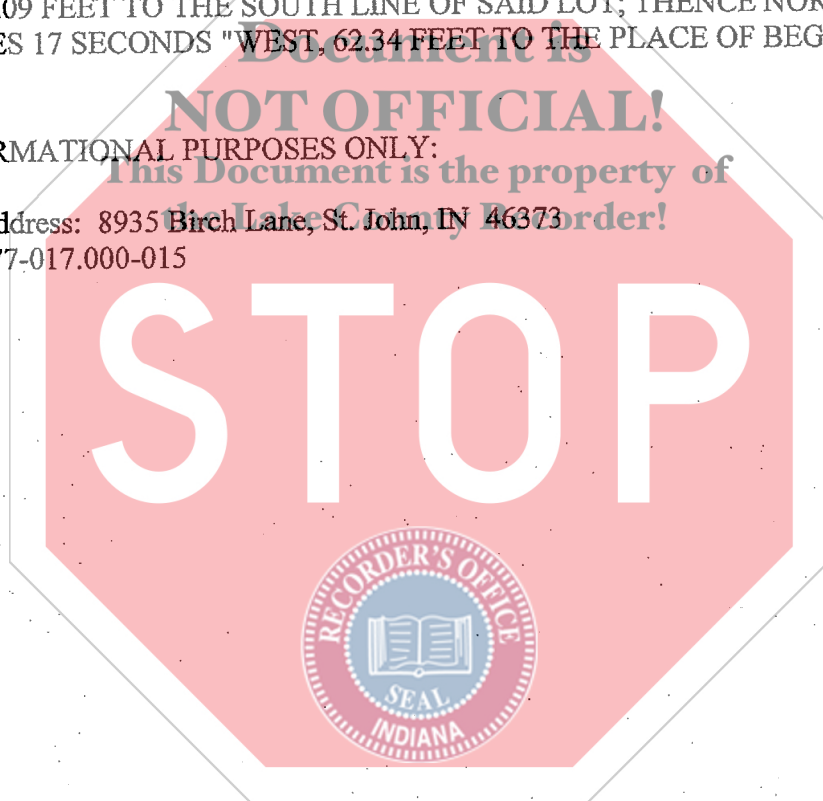 09 FEET TO THE SOUTH LINE OF SAID LOT; THENCE NOR
ES 17 SECONDS "WEST, 62.34 FEET TO THE PLACE OF BEG
Document is
NOT OFFICIAL!
RMATIONAL PURPOSES ONLY:
This Document is the property of
the Lake County Recorder!
ddress: 8935 Birch Lane, St. John, IN 46373
77-017.000-015
STOP
RECORDER'S OFFICE
SEAL
INDIANA